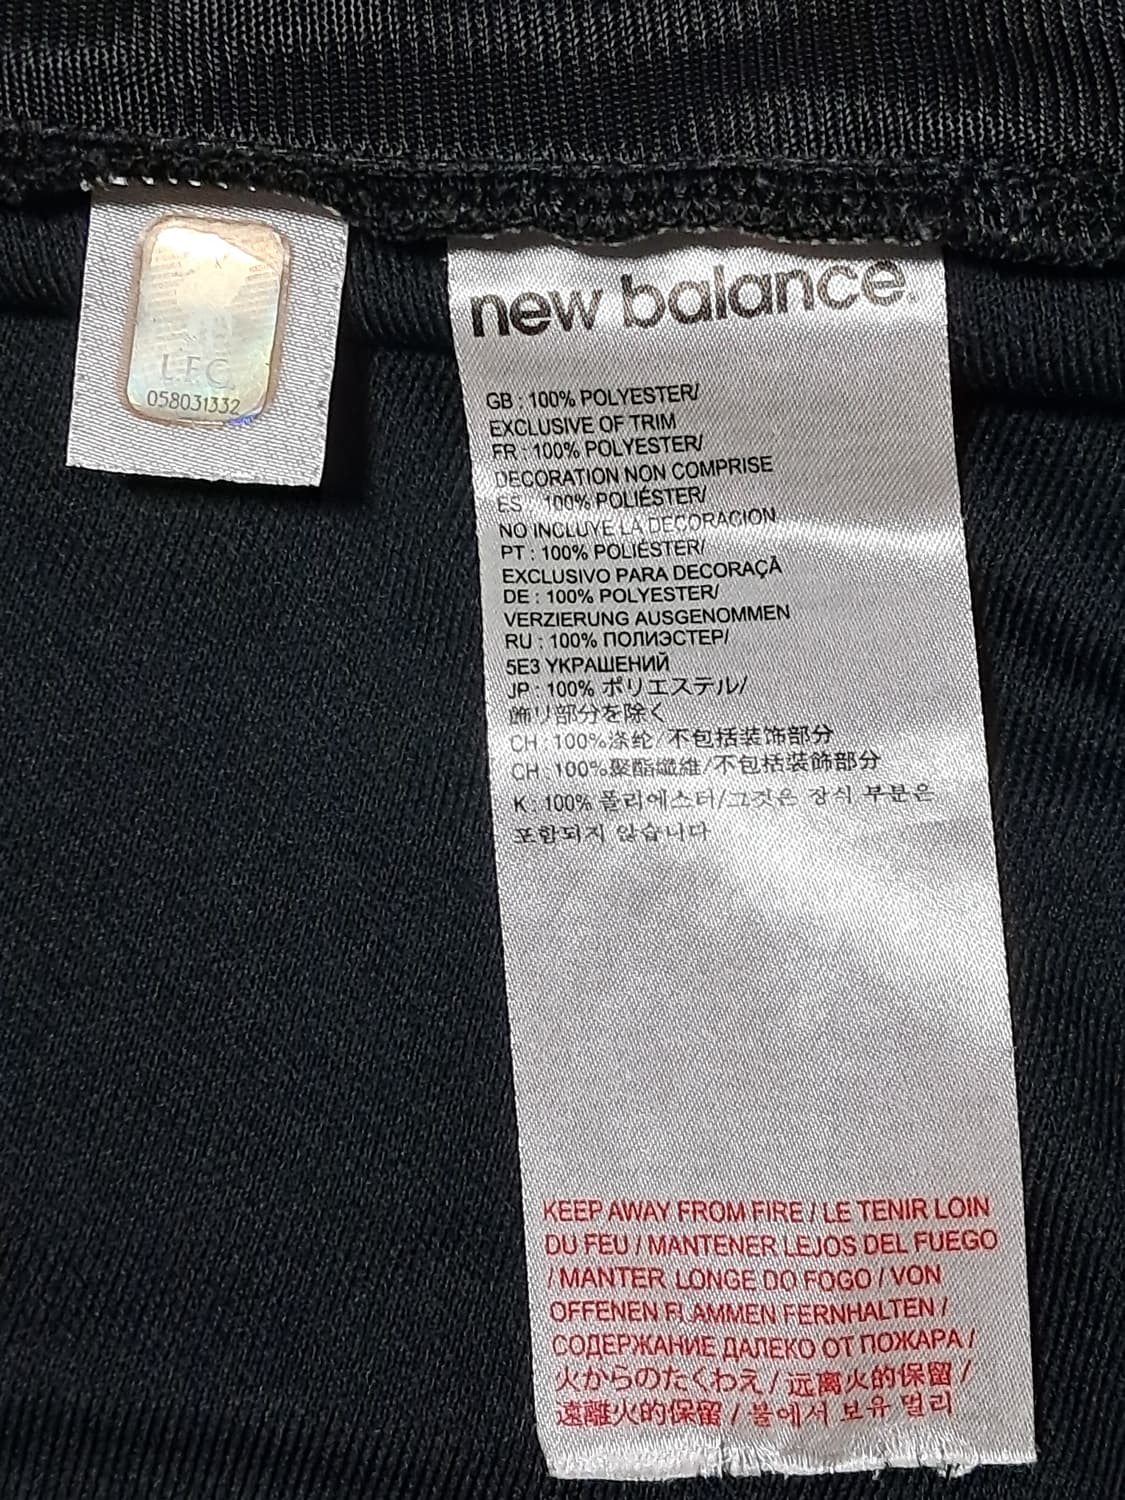 L.F.C.
058031332
new balance.
GB : 100% POLYESTER/
EXCLUSIVE OF TRIM
FR : 100% POLYESTER/
DECORATION NON COMPRISE
ES : 100% POLIÉSTER/
NO INCLUYE LA DECORACION
PT : 100% POLIÉSTER/
EXCLUSIVO PARA DECORAÇÃ
DE : 100% POLYESTER/
VERZIERUNG AUSGENOMMEN
RU : 100% ПОЛИЭСТЕР/
5E3 УКРАШЕНИЙ
JP : 100% ポリエステル/
飾リ部分を除く
CH : 100%涤纶/不包括装饰部分
CH : 100%聚酯纖維/不包括裝飾部分
K : 100% 폴리에스터/그것은 장식 부분은
포함되지 않습니다
KEEP AWAY FROM FIRE / LE TENIR LOIN
DU FEU / MANTENER LEJOS DEL FUEGO
/ MANTER LONGE DO FOGO / VON
OFFENEN FLAMMEN FERNHALTEN /
СОДЕРЖАНИЕ ДАЛЕКО ОТ ПОЖАРА /
火からのたくわえ / 远离火的保留 /
遠離火的保留 / 불에서 보유 멀리